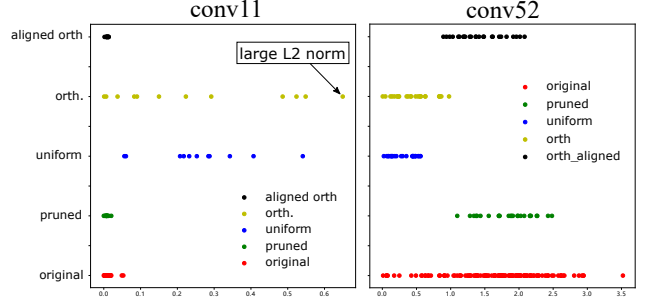 conv11
conv52
aligned orth
orth.
uniform
pruned
original
large L2 norm
aligned orth
orth.
uniform
pruned
original
0.0 0.1 0.2 0.3 0.4 0.5 0.6
original
pruned
uniform
orth
orth_aligned
0.0 0.5 1.0 1.5 2.0 2.5 3.0 3.5